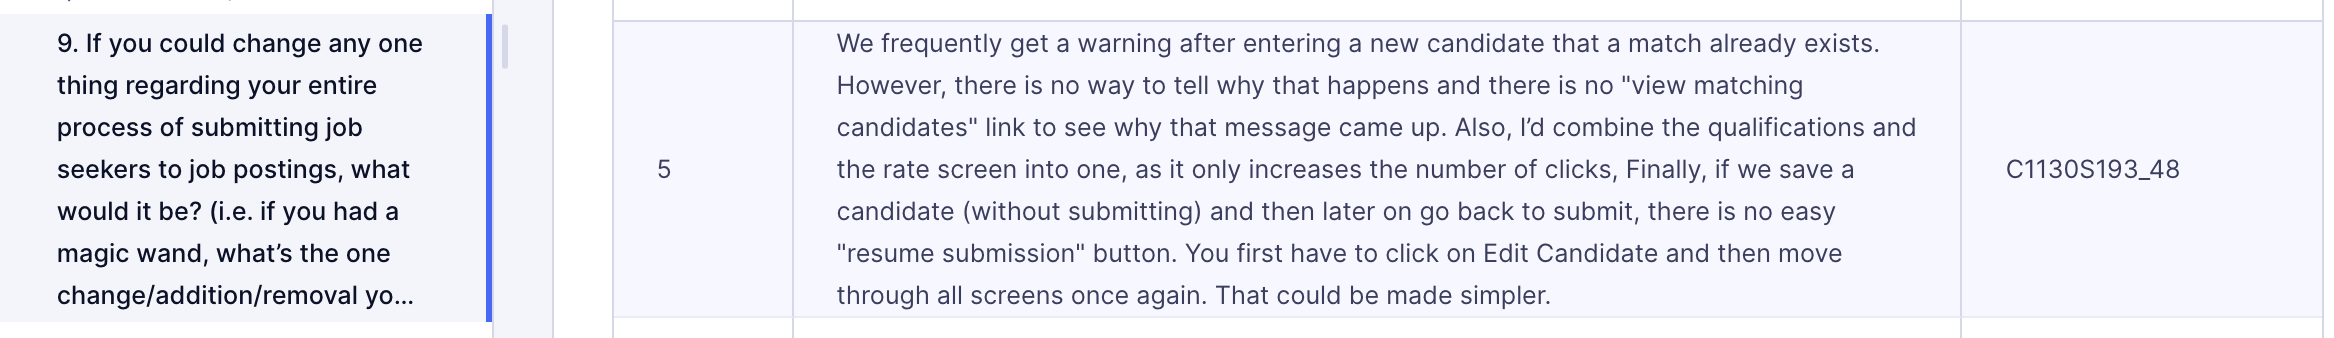 9. If you could change any one
thing regarding your entire
process of submitting job
seekers to job postings, what
would it be? (i.e. if you had a
magic wand, what’s the one
change/addition/removal yo...
5
We frequently get a warning after entering a new candidate that a match already exists.
However, there is no way to tell why that happens and there is no "view matching
candidates" link to see why that message came up. Also, I’d combine the qualifications and
the rate screen into one, as it only increases the number of clicks, Finally, if we save a
candidate (without submitting) and then later on go back to submit, there is no easy
"resume submission" button. You first have to click on Edit Candidate and then move
through all screens once again. That could be made simpler.
C1130S193_48